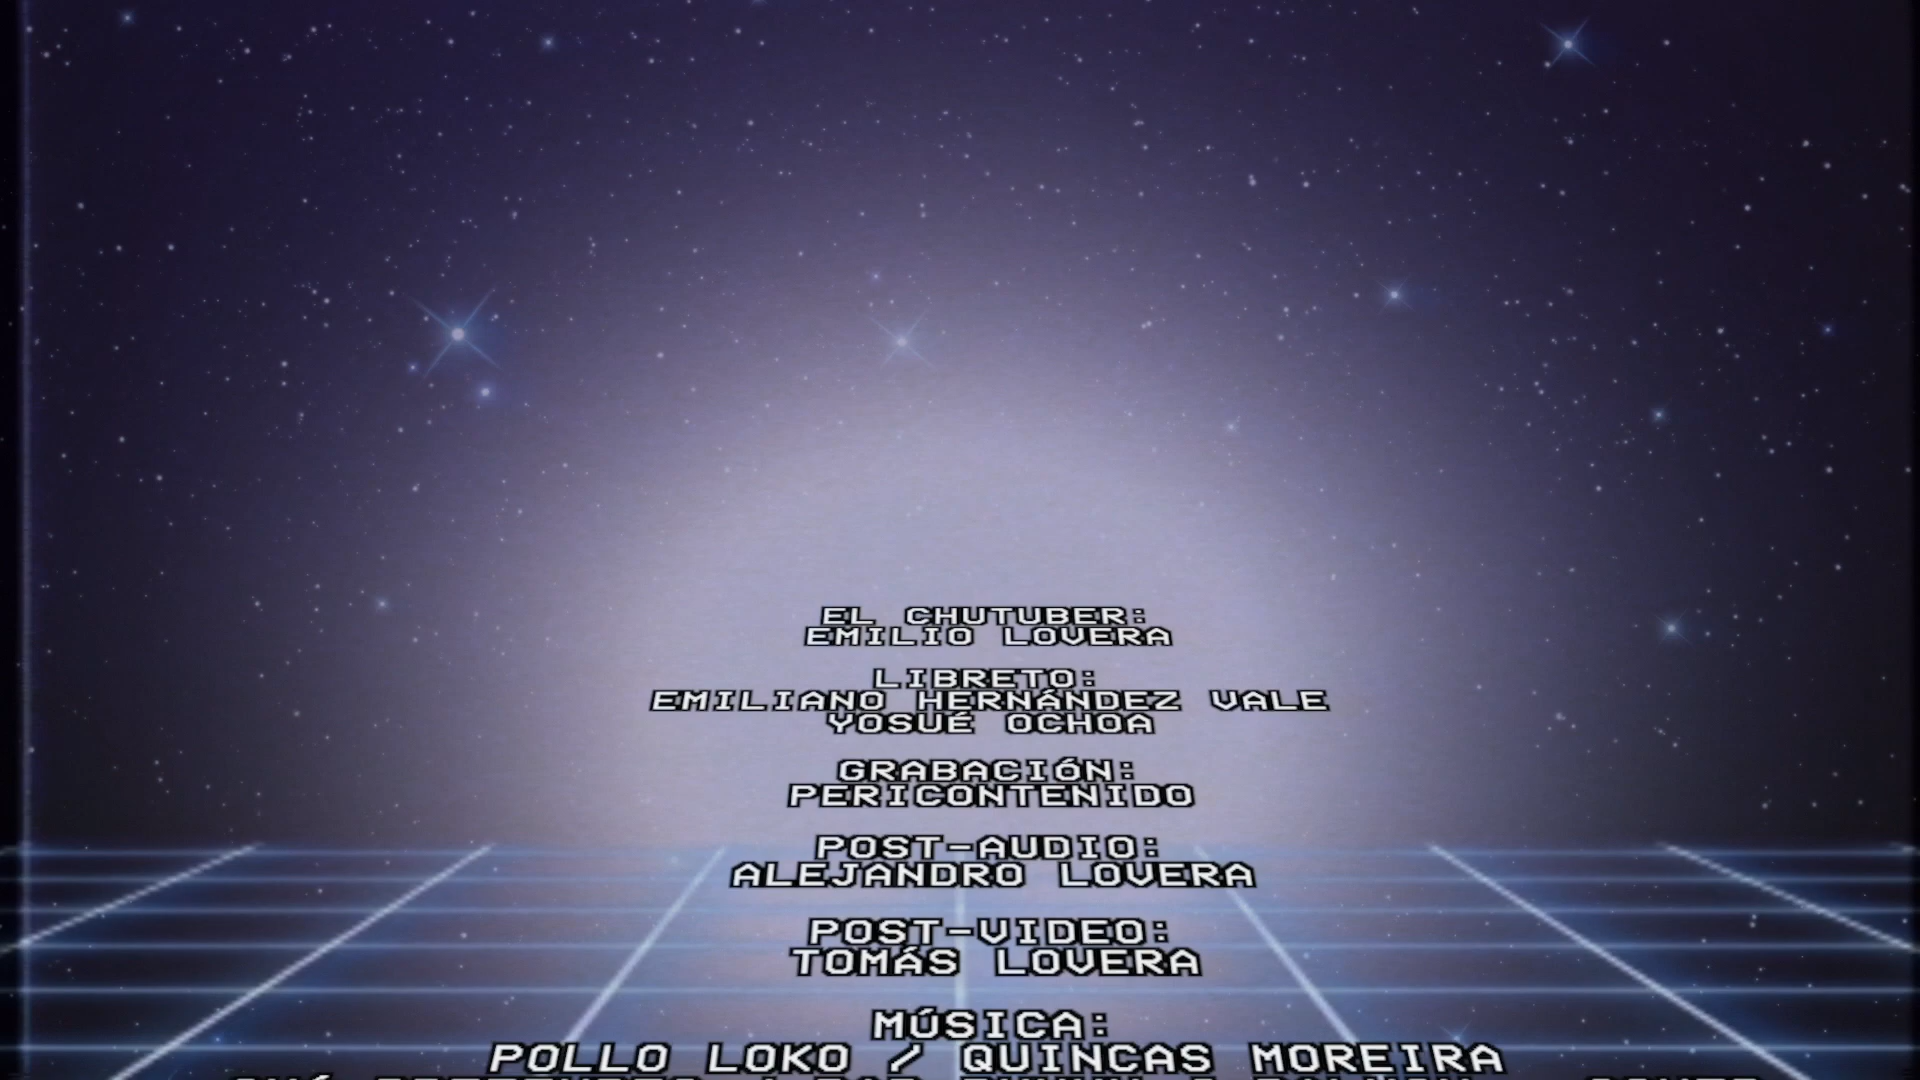 EL CHUTUBER:
EMILIO LOVERA
LIBRETO:
EMILIANO HERNÁNDEZ VALE
YOSUÉ OCHOA
GRABACIÓN:
PERICONTENIDO
POST-AUDIO:
ALEJANDRO LOVERA
POST-VIDEO:
TOMÁS LOVERA
MÚSICA:
POLLO LOKO / QUINCAS MOREIRA